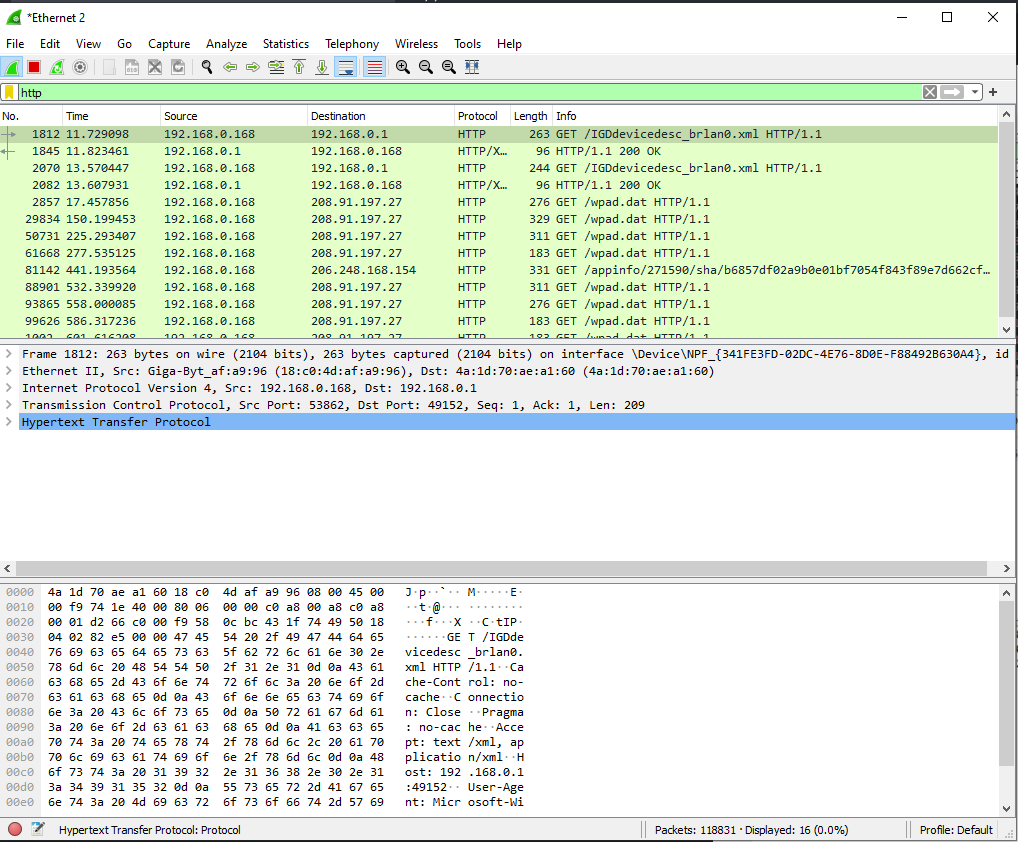 *Ethernet 2
File Edit View Go Capture Analyze Statistics Telephony Wireless Tools Help
http
No. Time Source Destination Protocol Length Info
1812 11.729098 192.168.0.168 192.168.0.1 HTTP 263 GET /IGDdevicedesc_brlan0.xml HTTP/1.1
1845 11.823461 192.168.0.1 192.168.0.168 HTTP/X… 96 HTTP/1.1 200 OK
2070 13.570447 192.168.0.168 192.168.0.1 HTTP 244 GET /IGDdevicedesc_brlan0.xml HTTP/1.1
2082 13.607931 192.168.0.1 192.168.0.168 HTTP/X… 96 HTTP/1.1 200 OK
2857 17.457856 192.168.0.168 208.91.197.27 HTTP 276 GET /wpad.dat HTTP/1.1
29834 150.199453 192.168.0.168 208.91.197.27 HTTP 329 GET /wpad.dat HTTP/1.1
50731 225.293407 192.168.0.168 208.91.197.27 HTTP 311 GET /wpad.dat HTTP/1.1
61668 277.535125 192.168.0.168 208.91.197.27 HTTP 183 GET /wpad.dat HTTP/1.1
81142 441.193564 192.168.0.168 206.248.168.154 HTTP 331 GET /appinfo/271590/sha/b6857df02a9b0e01bf7054f843f89e7d662cf…
88901 532.339920 192.168.0.168 208.91.197.27 HTTP 311 GET /wpad.dat HTTP/1.1
93865 558.000085 192.168.0.168 208.91.197.27 HTTP 276 GET /wpad.dat HTTP/1.1
99626 586.317236 192.168.0.168 208.91.197.27 HTTP 183 GET /wpad.dat HTTP/1.1
1002… 601.616208 192.168.0.168 208.91.197.27 HTTP 183 GET /wpad.dat HTTP/1.1
Frame 1812: 263 bytes on wire (2104 bits), 263 bytes captured (2104 bits) on interface \Device\NPF_{341FE3FD-02DC-4E76-8D0E-F88492B630A4}, id
Ethernet II, Src: Giga-Byt_af:a9:96 (18:c0:4d:af:a9:96), Dst: 4a:1d:70:ae:a1:60 (4a:1d:70:ae:a1:60)
Internet Protocol Version 4, Src: 192.168.0.168, Dst: 192.168.0.1
Transmission Control Protocol, Src Port: 53862, Dst Port: 49152, Seq: 1, Ack: 1, Len: 209
Hypertext Transfer Protocol
0000 4a 1d 70 ae a1 60 18 c0 4d af a9 96 08 00 45 00 J·p··`·· M·····E·
0010 00 f9 74 1e 40 00 80 06 00 00 c0 a8 00 a8 c0 a8 ··t·@··· ········
0020 00 01 d2 66 c0 00 f9 58 0c bc 43 1f 74 49 50 18 ···f···X ··C·tIP·
0030 04 02 82 e5 00 00 47 45 54 20 2f 49 47 44 64 65 ······GE T /IGDde
0040 76 69 63 65 64 65 73 63 5f 62 72 6c 61 6e 30 2e vicedesc _brlan0.
0050 78 6d 6c 20 48 54 54 50 2f 31 2e 31 0d 0a 43 61 xml HTTP /1.1··Ca
0060 63 68 65 2d 43 6f 6e 74 72 6f 6c 3a 20 6e 6f 2d che-Cont rol: no-
0070 63 61 63 68 65 0d 0a 43 6f 6e 6e 65 63 74 69 6f cache··C onnectio
0080 6e 3a 20 43 6c 6f 73 65 0d 0a 50 72 61 67 6d 61 n: Close ··Pragma
0090 3a 20 6e 6f 2d 63 61 63 68 65 0d 0a 41 63 63 65 : no-cac he··Acce
00a0 70 74 3a 20 74 65 78 74 2f 78 6d 6c 2c 20 61 70 pt: text /xml, ap
00b0 70 6c 69 63 61 74 69 6f 6e 2f 78 6d 6c 0d 0a 48 plicatio n/xml··H
00c0 6f 73 74 3a 20 31 39 32 2e 31 36 38 2e 30 2e 31 ost: 192 .168.0.1
00d0 3a 34 39 31 35 32 0d 0a 55 73 65 72 2d 41 67 65 :49152·· User-Age
00e0 6e 74 3a 20 4d 69 63 72 6f 73 6f 66 74 2d 57 69 nt: Micr osoft-Wi
Hypertext Transfer Protocol: Protocol Packets: 118831 · Displayed: 16 (0.0%) Profile: Default